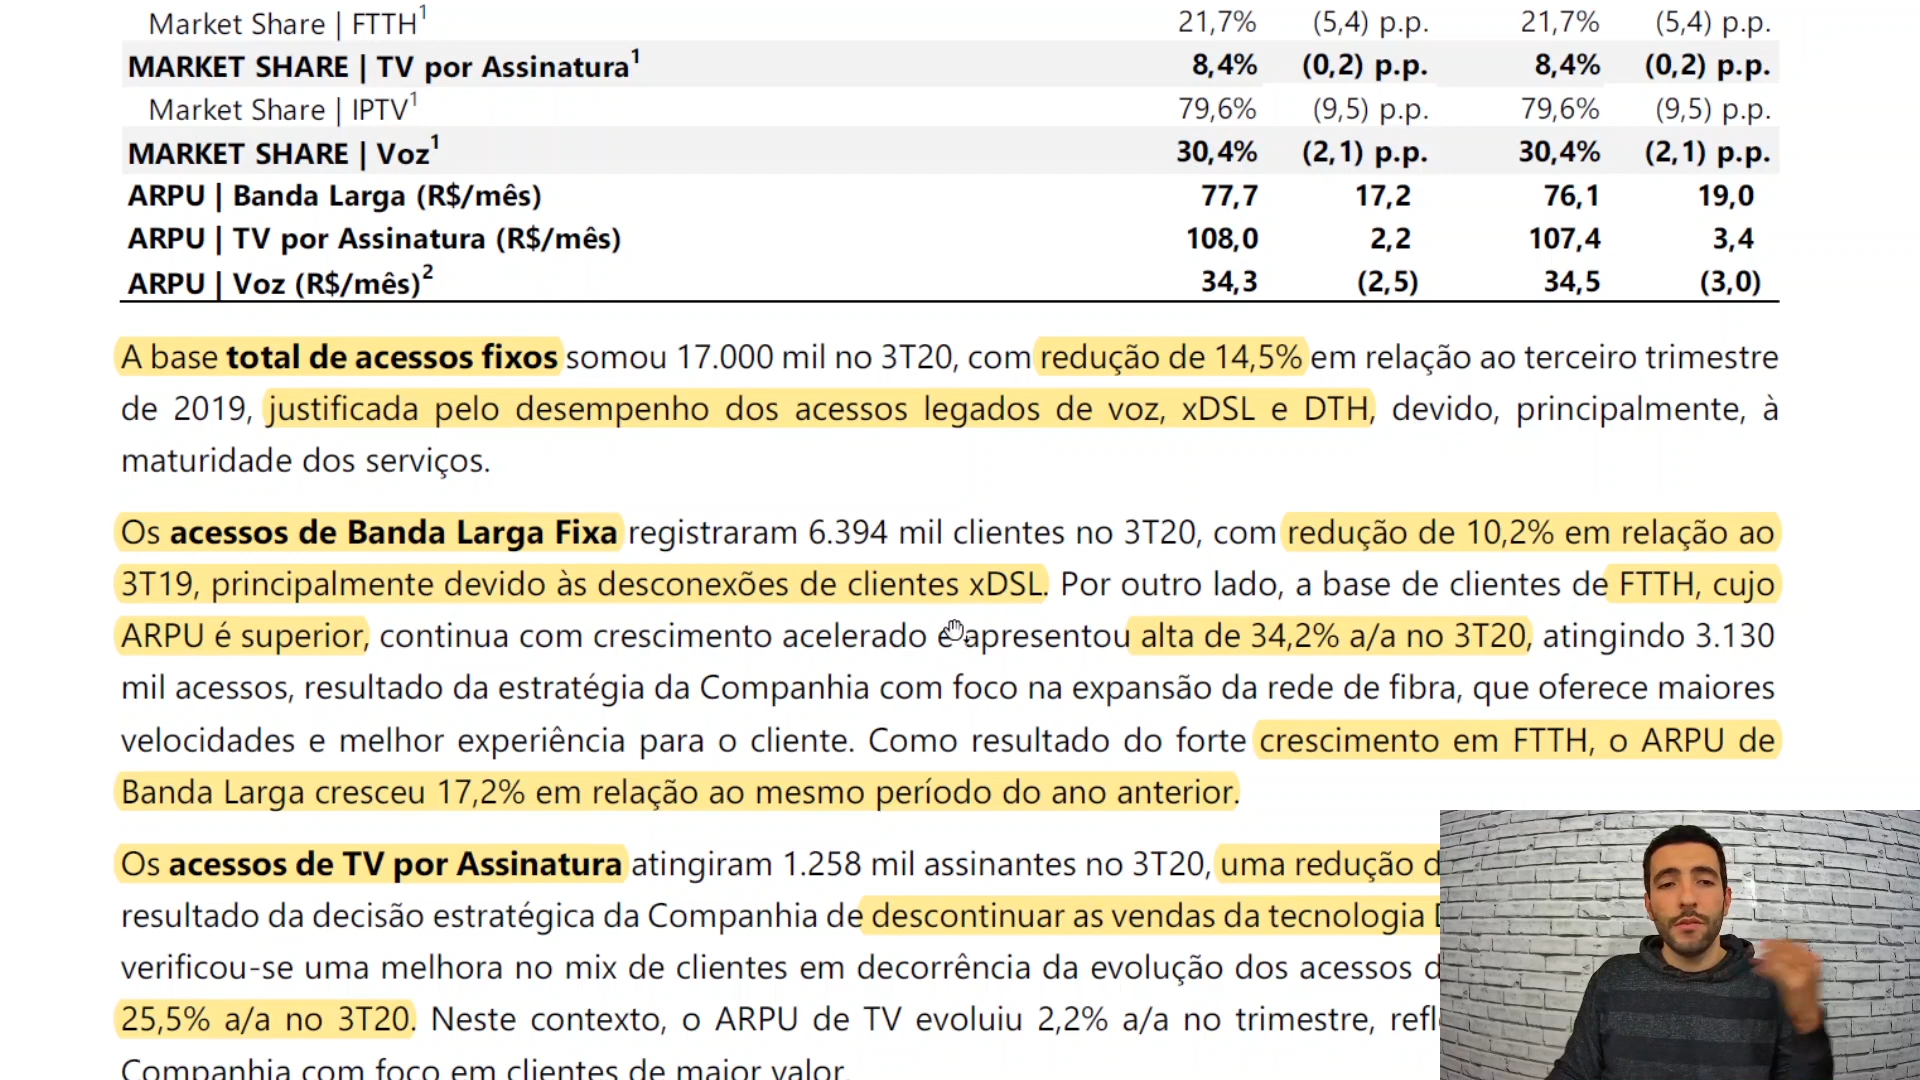 Market Share | FTTH1 21,7% (5,4) p.p. 21,7% (5,4) p.p.
MARKET SHARE | TV por Assinatura1 8,4% (0,2) p.p. 8,4% (0,2) p.p.
Market Share | IPTV1 79,6% (9,5) p.p. 79,6% (9,5) p.p.
MARKET SHARE | Voz1 30,4% (2,1) p.p. 30,4% (2,1) p.p.
ARPU | Banda Larga (R$/mês) 77,7 17,2 76,1 19,0
ARPU | TV por Assinatura (R$/mês) 108,0 2,2 107,4 3,4
ARPU | Voz (R$/mês)2 34,3 (2,5) 34,5 (3,0)
A base total de acessos fixos somou 17.000 mil no 3T20, com redução de 14,5% em relação ao terceiro trimestre
de 2019, justificada pelo desempenho dos acessos legados de voz, xDSL e DTH, devido, principalmente, à
maturidade dos serviços.
Os acessos de Banda Larga Fixa registraram 6.394 mil clientes no 3T20, com redução de 10,2% em relação ao
3T19, principalmente devido às desconexões de clientes xDSL. Por outro lado, a base de clientes de FTTH, cujo
ARPU é superior, continua com crescimento acelerado e apresentou alta de 34,2% a/a no 3T20, atingindo 3.130
mil acessos, resultado da estratégia da Companhia com foco na expansão da rede de fibra, que oferece maiores
velocidades e melhor experiência para o cliente. Como resultado do forte crescimento em FTTH, o ARPU de
Banda Larga cresceu 17,2% em relação ao mesmo período do ano anterior.
Os acessos de TV por Assinatura atingiram 1.258 mil assinantes no 3T20, uma redução
resultado da decisão estratégica da Companhia de descontinuar as vendas da tecnologia
verificou-se uma melhora no mix de clientes em decorrência da evolução dos acessos
25,5% a/a no 3T20. Neste contexto, o ARPU de TV evoluiu 2,2% a/a no trimestre,
Companhia com foco em clientes de maior valor.